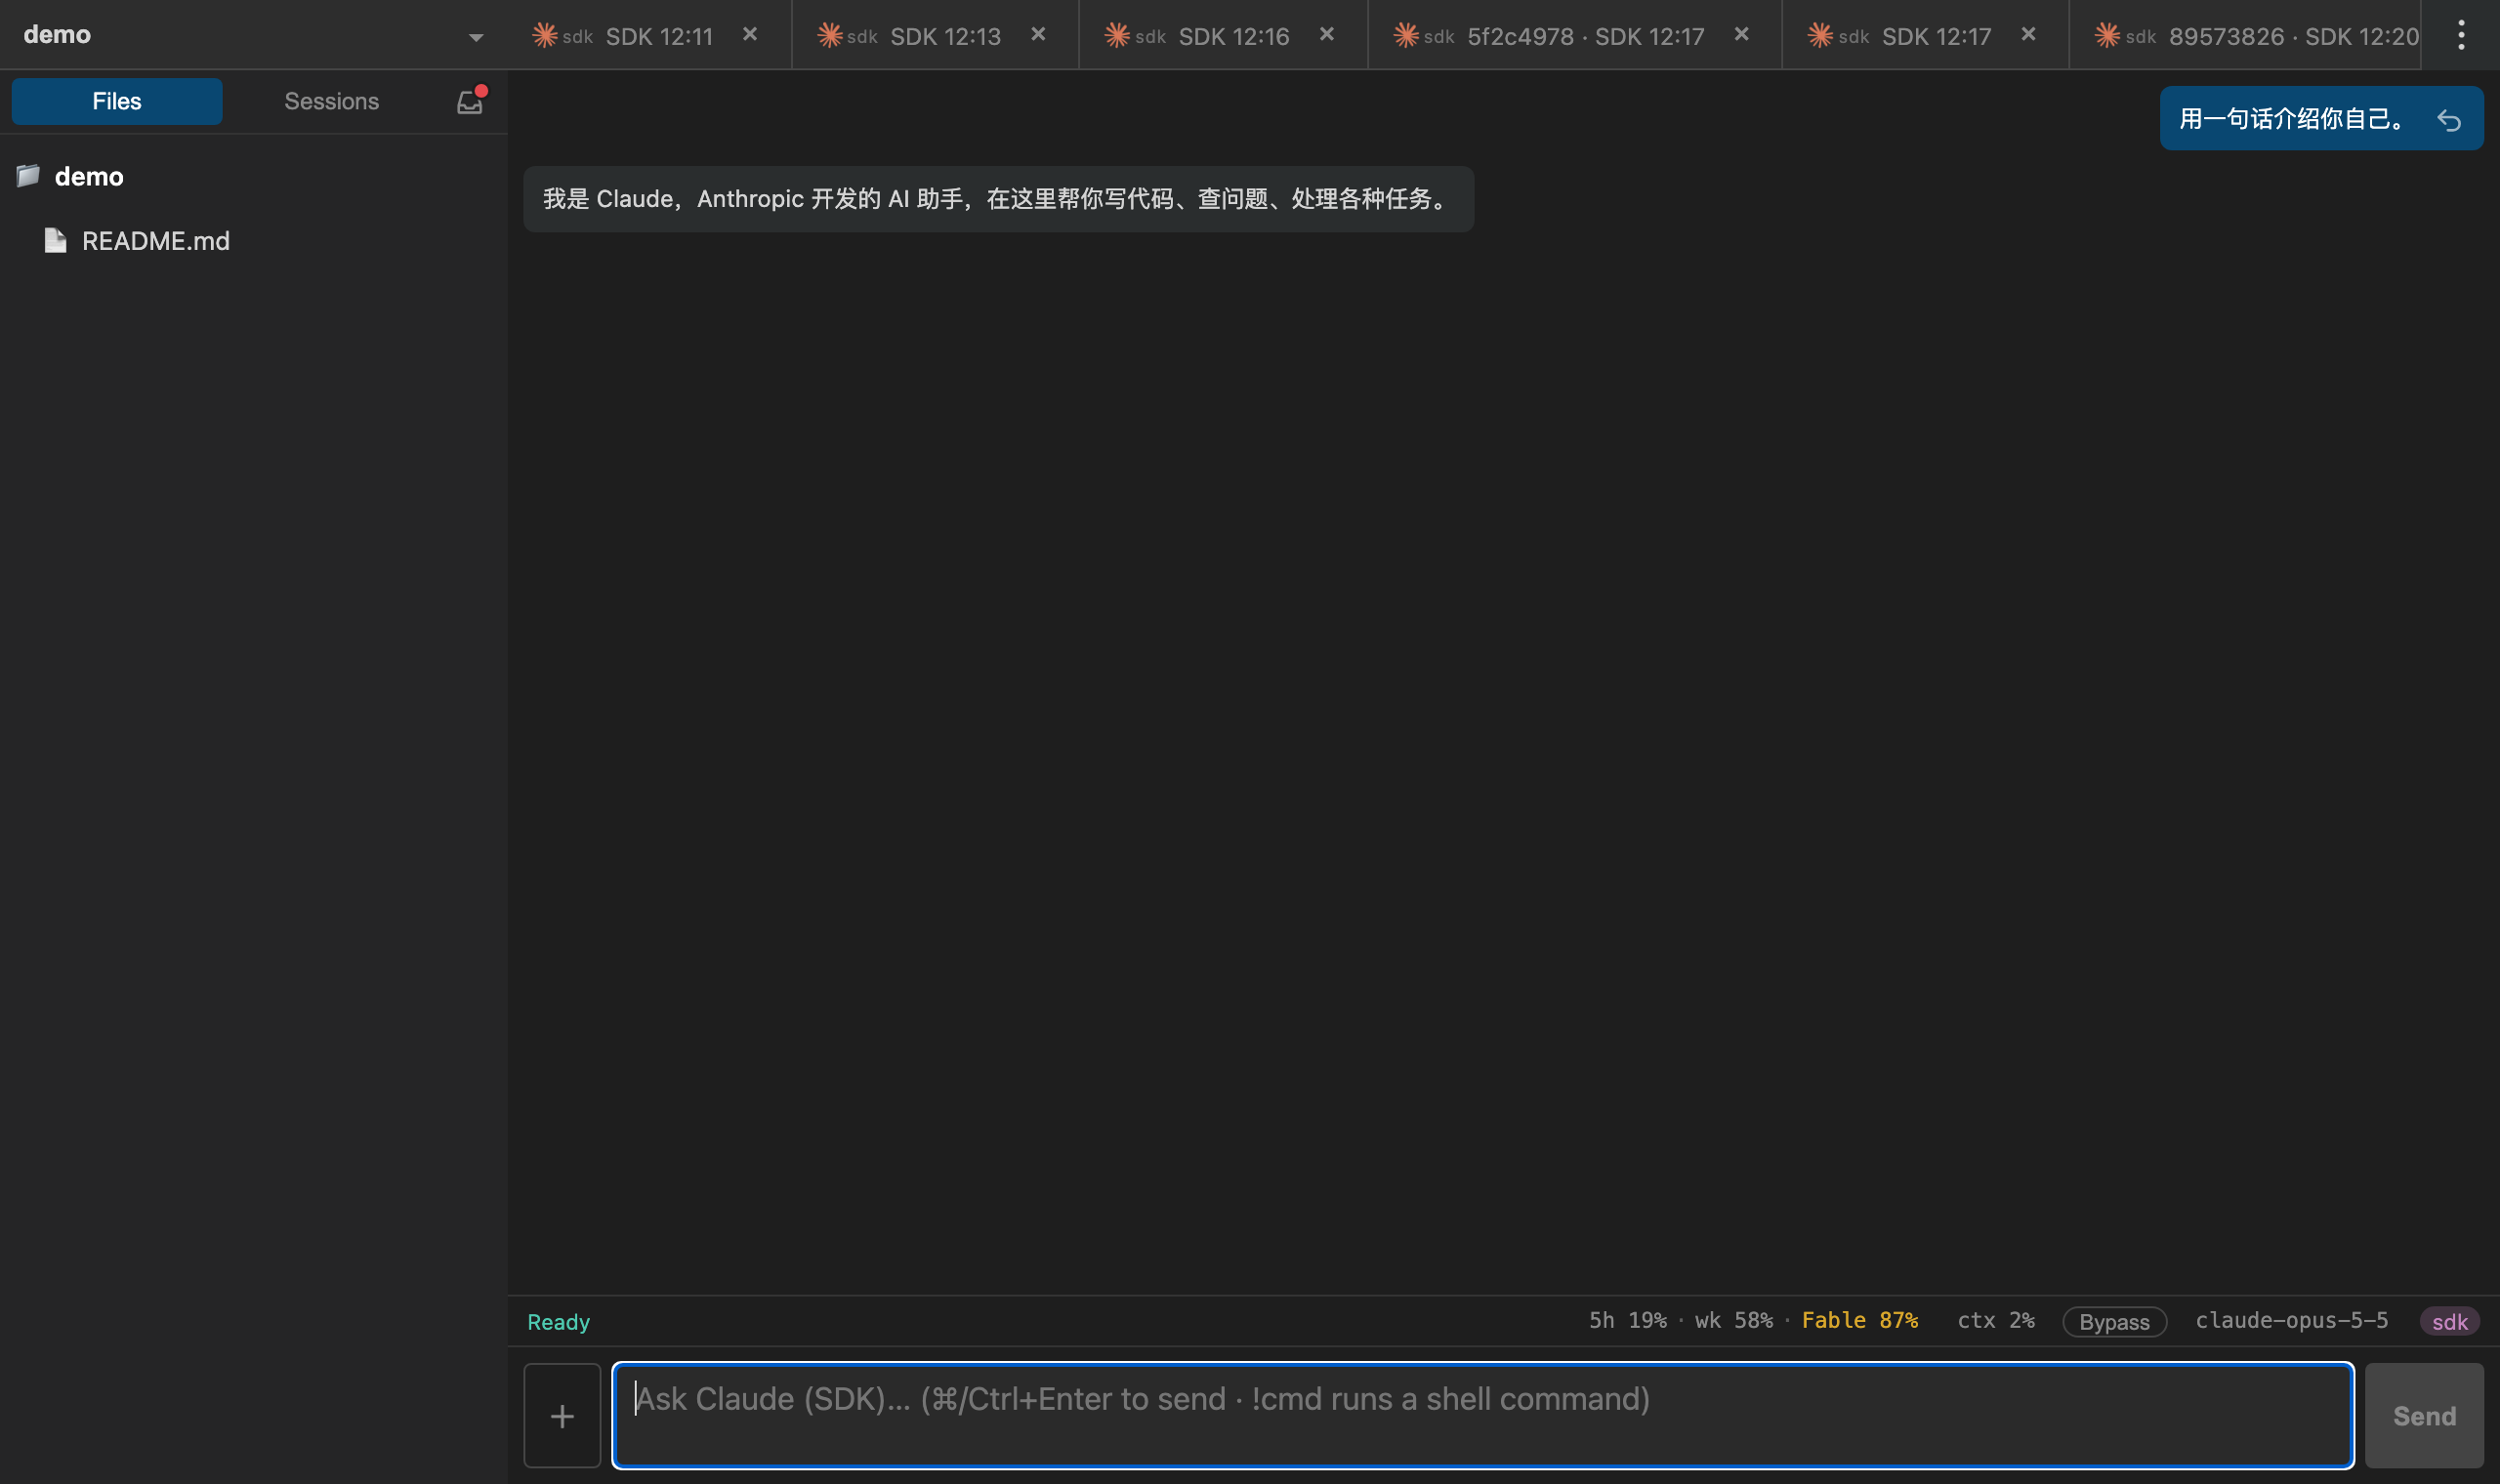 demo
sdk SDK 12:11 ×
sdk SDK 12:13 ×
sdk SDK 12:16 ×
sdk 5f2c4978 · SDK 12:17 ×
sdk SDK 12:17 ×
sdk 89573826 · SDK 12:20
Files
Sessions
demo
README.md
用一句话介绍你自己。
我是 Claude，Anthropic 开发的 AI 助手，在这里帮你写代码、查问题、处理各种任务。
Ready
5h 19% · wk 58% · Fable 87%
ctx 2%
Bypass
claude-opus-5-5
sdk
+
Ask Claude (SDK)... (⌘/Ctrl+Enter to send · !cmd runs a shell command)
Send